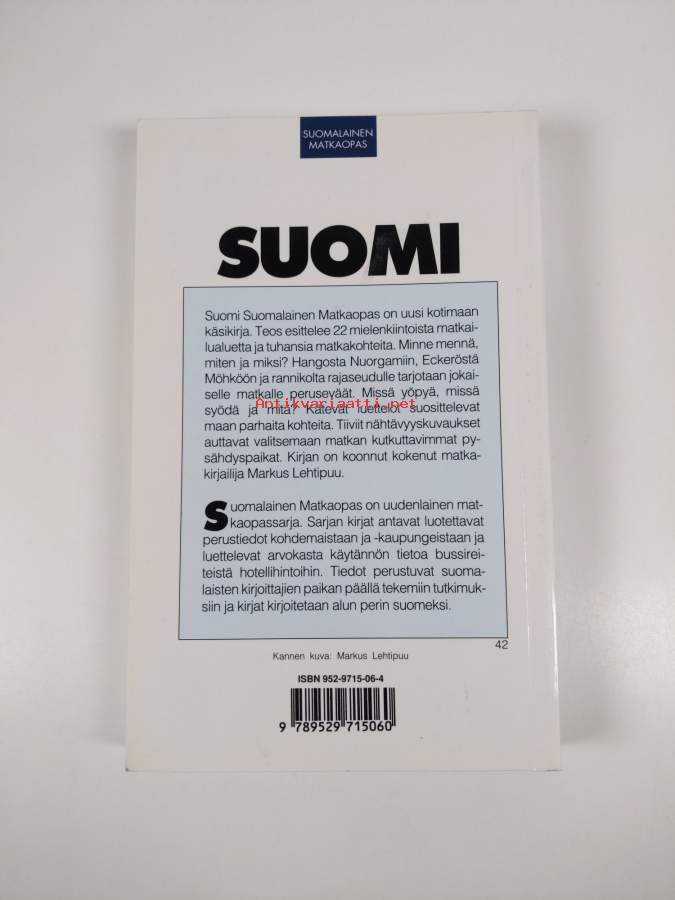 SUOMALAINEN
MATKAOPAS
SUOMI
Suomi Suomalainen Matkaopas on uusi kotimaan
käsikirja. Teos esittelee 22 mielenkiintoista matkai-
lualuetta ja tuhansia matkakohteita. Minne mennä,
miten ja miksi? Hangosta Nuorgamiin, Eckeröstä
Möhköön ja rannikolta rajaseudulle tarjotaan jokai-
selle matkalle peruseväät. Missä yöpyä, missä
syödä ja mitä? Kätevät luettelot suosittelevat
Antikvariaatti.net
maan parhaita kohteita. Tiiviit nähtävyyskuvaukset
auttavat valitsemaan matkan kutkuttavimmat py-
sähdyspaikat. Kirjan on koonnut kokenut matka-
kirjailija Markus Lehtipuu.
Suomalainen Matkaopas on uudenlainen mat-
kaopassarja. Sarjan kirjat antavat luotettavat
perustiedot kohdemaistaan ja -kaupungeistaan ja
luettelevat arvokasta käytännön tietoa bussirei-
teistä hotellihintoihin. Tiedot perustuvat suoma-
laisten kirjoittajien paikan päällä tekemiin tutkimuk-
siin ja kirjat kirjoitetaan alun perin suomeksi.
42
Kannen kuva: Markus Lehtipuu
ISBN 952-9715-06-4
9 789529 715060